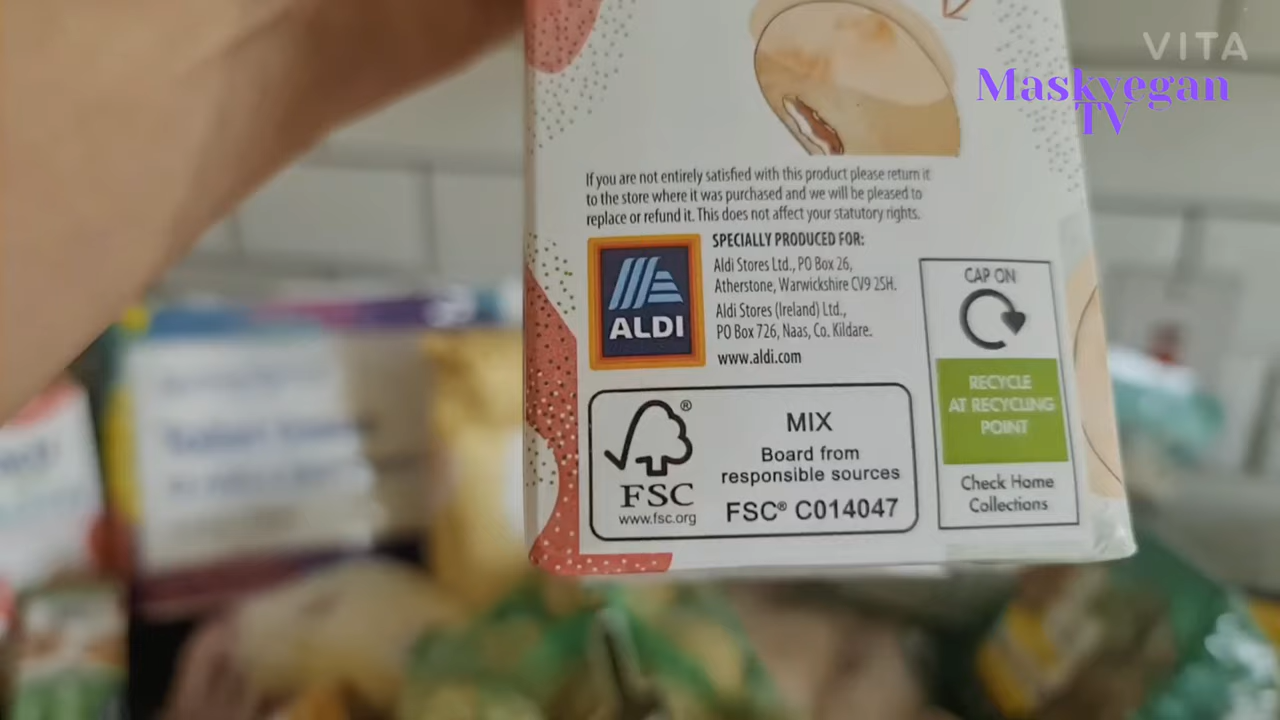 VITA
Maskvegan
TV
If you are not entirely satisfied with this product please return it
to the store where it was purchased and we will be pleased to
replace or refund it. This does not affect your statutory rights.
SPECIALLY PRODUCED FOR:
Aldi Stores Ltd., PO Box 26,
Atherstone, Warwickshire CV9 2SH.
Aldi Stores (Ireland) Ltd.,
PO Box 726, Naas, Co. Kildare.
www.aldi.com
ALDI
CAP ON
RECYCLE
AT RECYCLING
POINT
Check Home
Collections
®
FSC
www.fsc.org
MIX
Board from
responsible sources
FSC® C014047